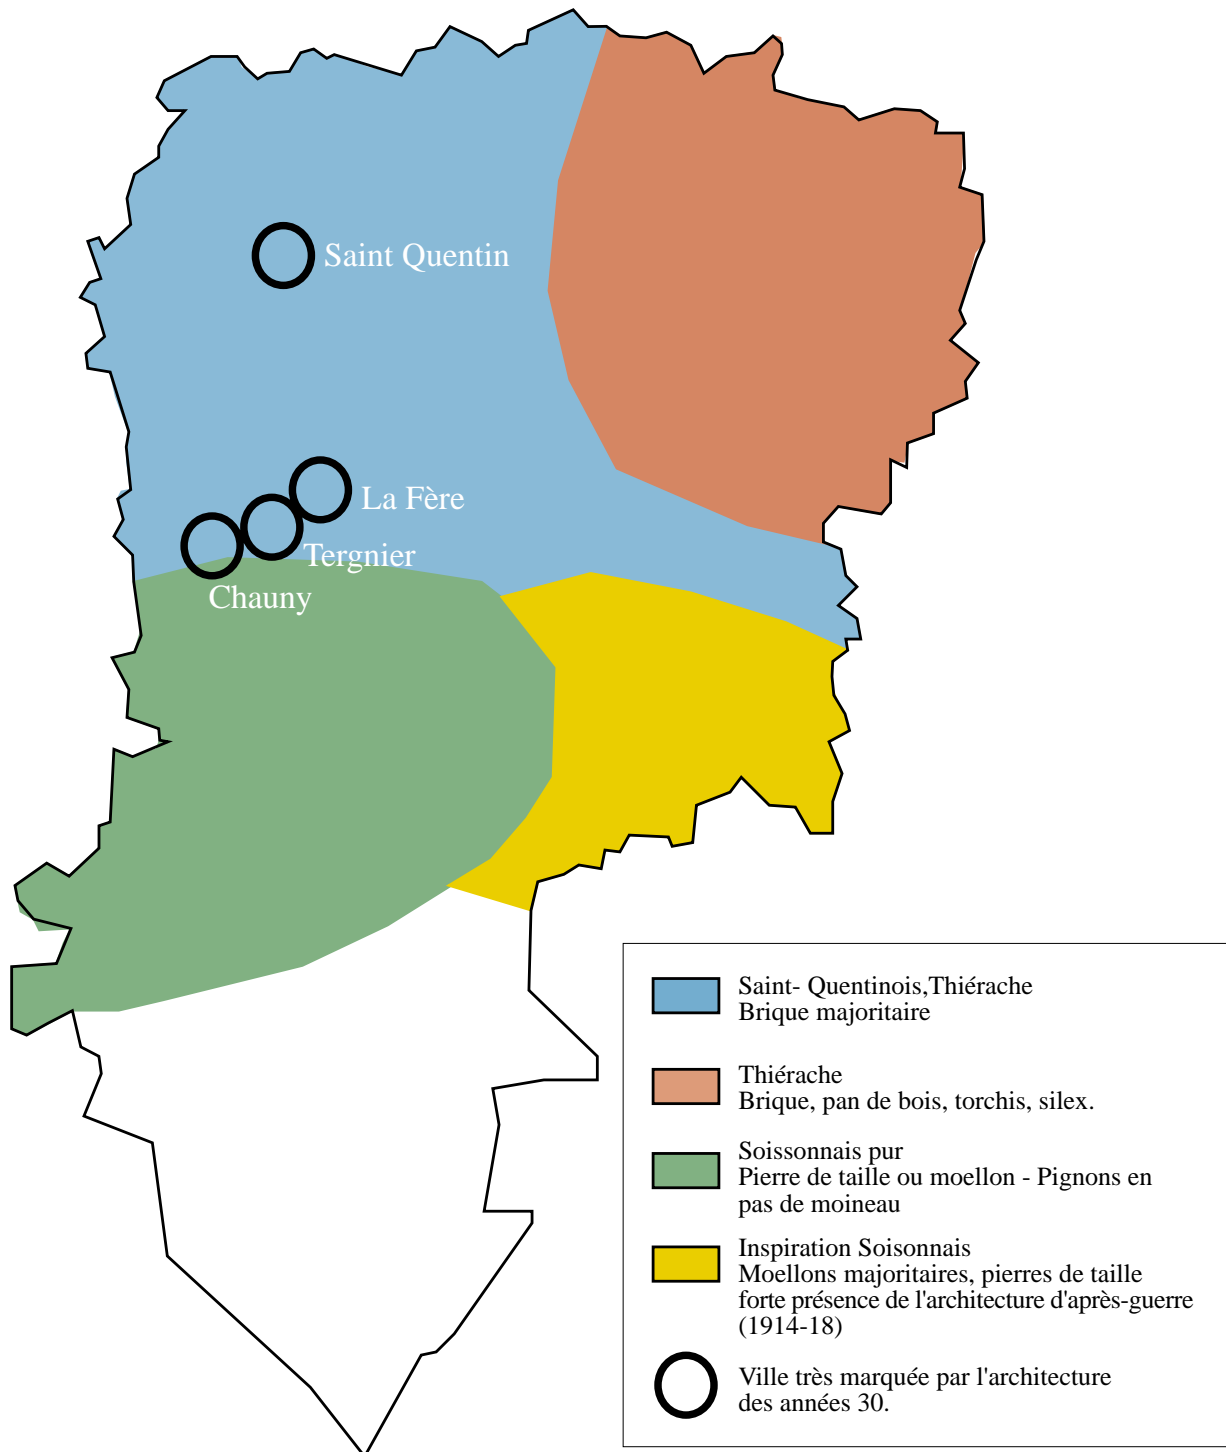 Saint Quentin
La Fère
Tergnier
Chauny
Saint- Quentinois,Thiérache
Brique majoritaire
Thiérache
Brique, pan de bois, torchis, silex.
Soissonnais pur
Pierre de taille ou moellon - Pignons en
pas de moineau
Inspiration Soisonnais
Moellons majoritaires, pierres de taille
forte présence de l'architecture d'après-guerre
(1914-18)
Ville très marquée par l'architecture
des années 30.